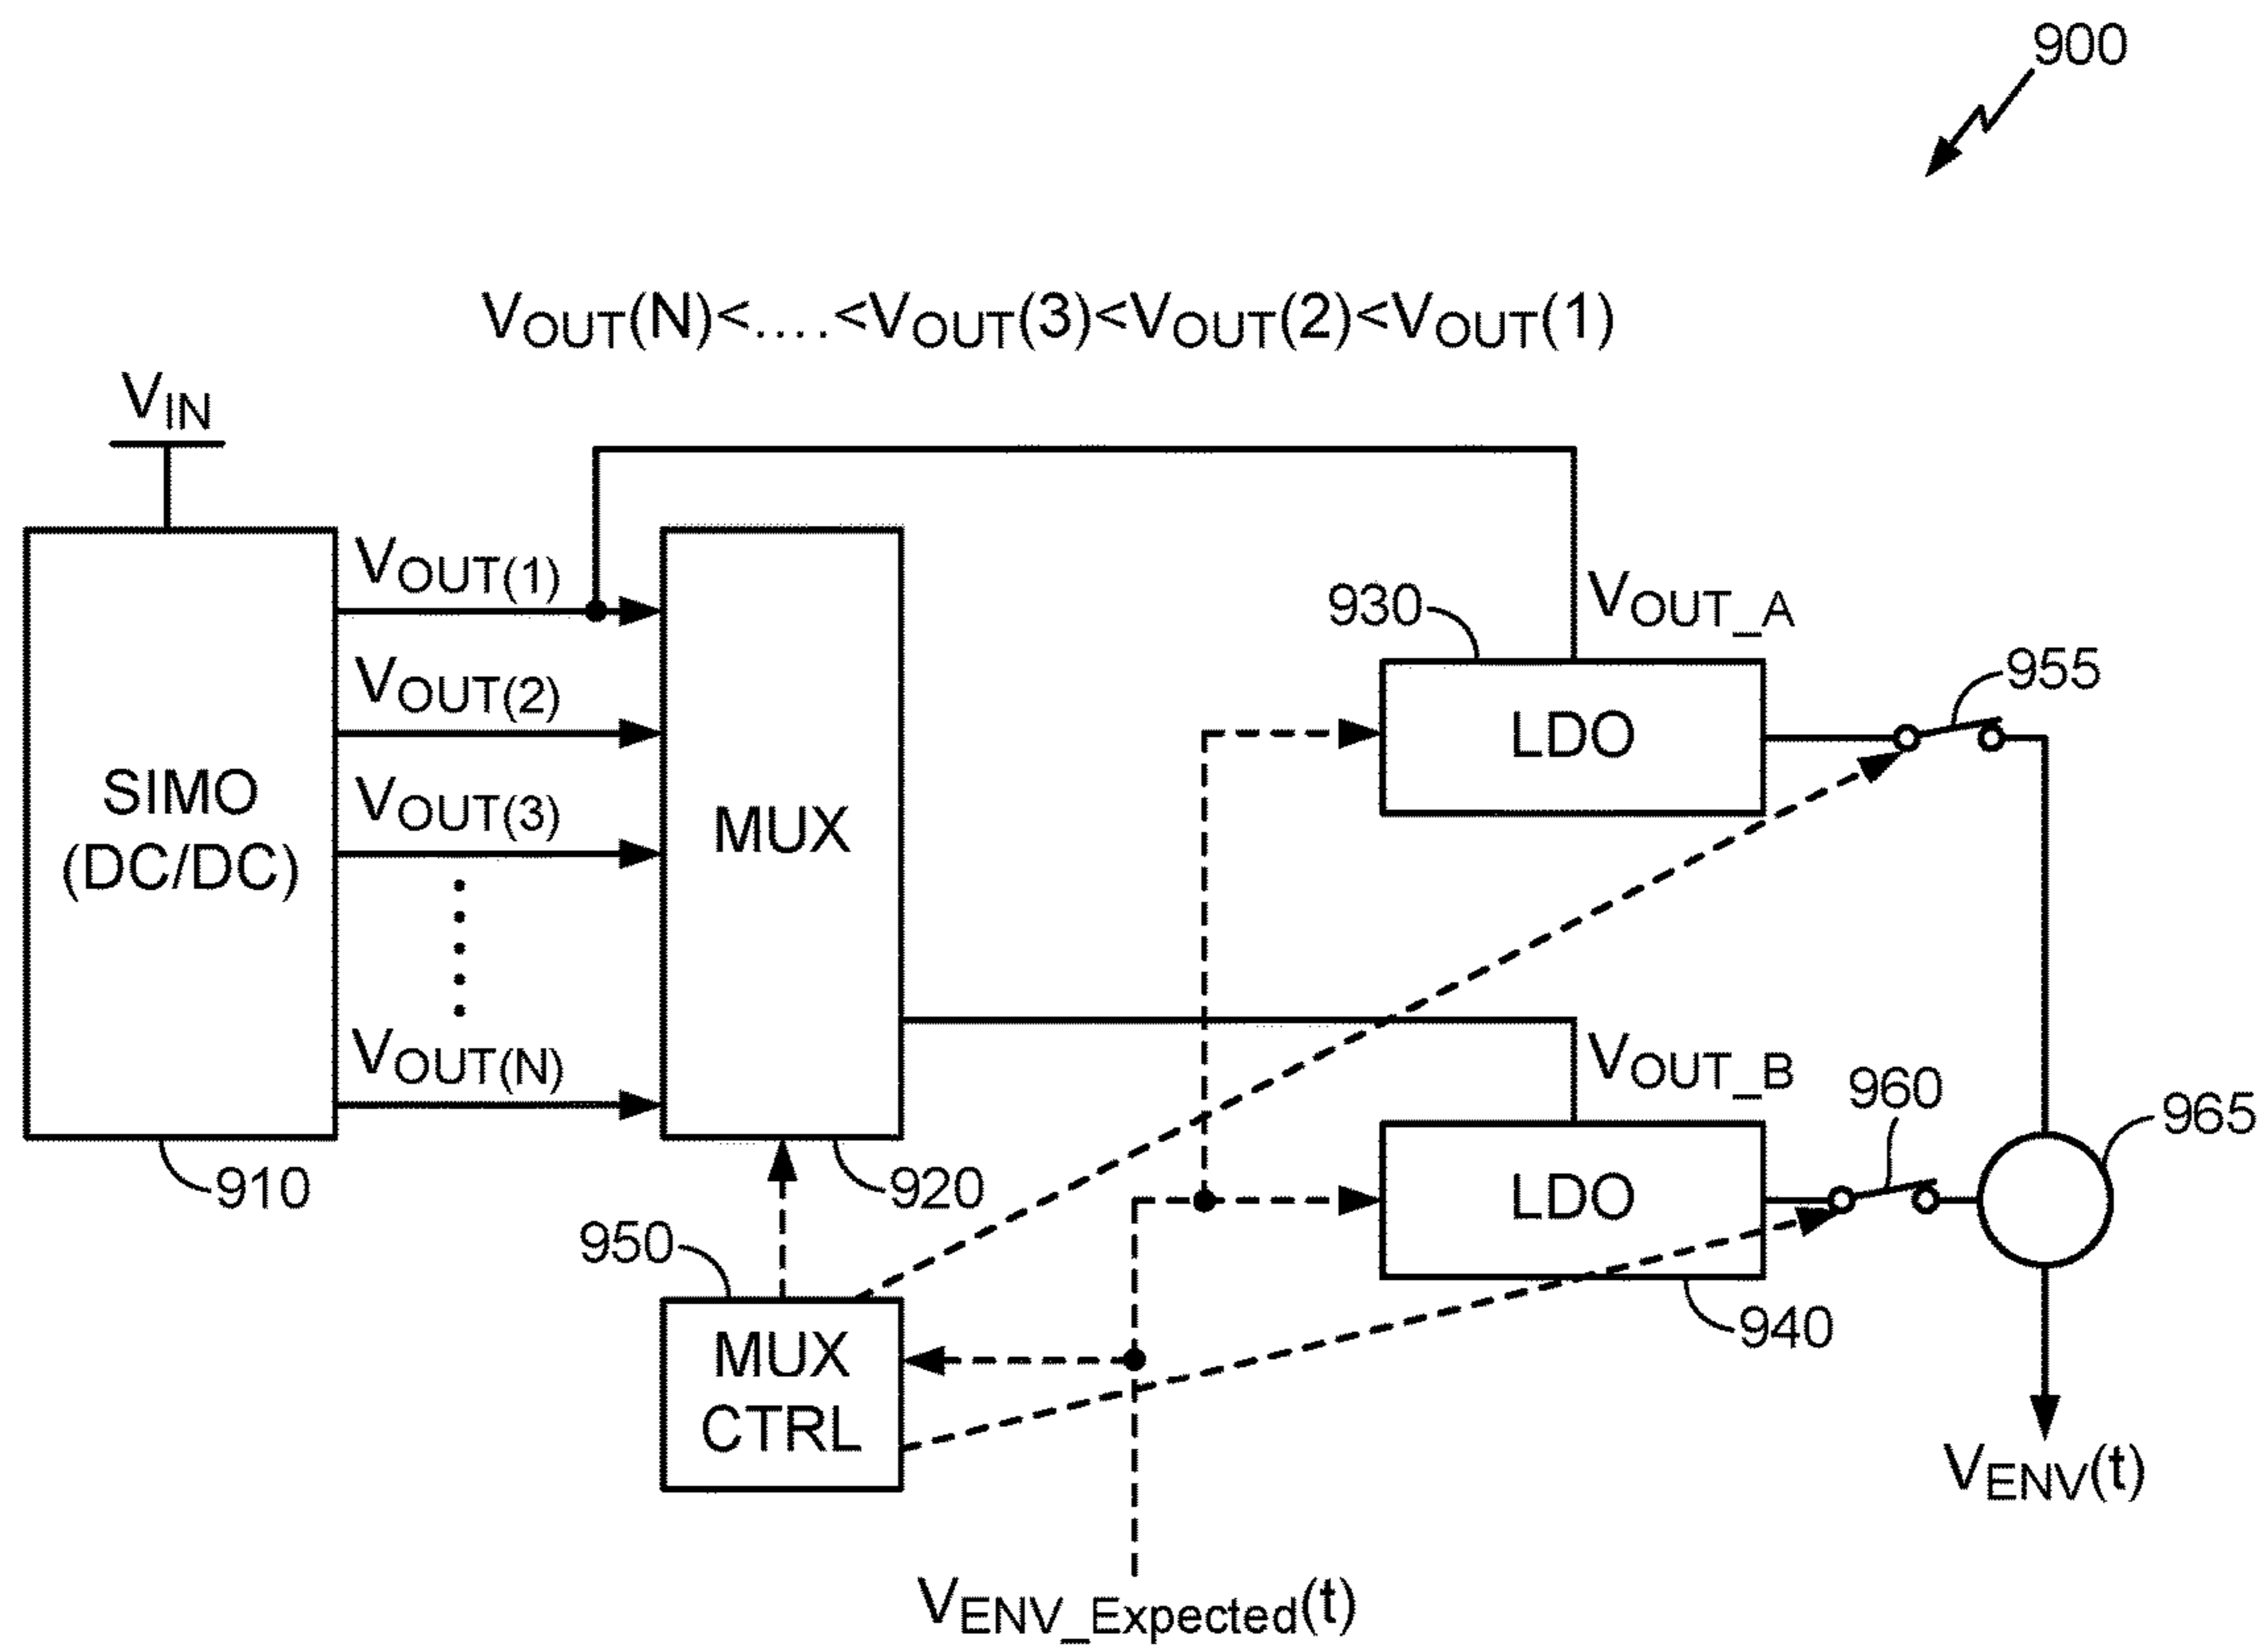 900
VOUT(N)<....<VOUT(3)<VOUT(2)<VOUT(1)
VIN
VOUT(1)
VOUT(2)
VOUT(3)
VOUT(N)
SIMO
(DC/DC)
910
MUX
920
930
VOUT_A
LDO
955
VOUT_B
LDO
940
960
965
950
MUX
CTRL
VENV(t)
VENV_Expected(t)